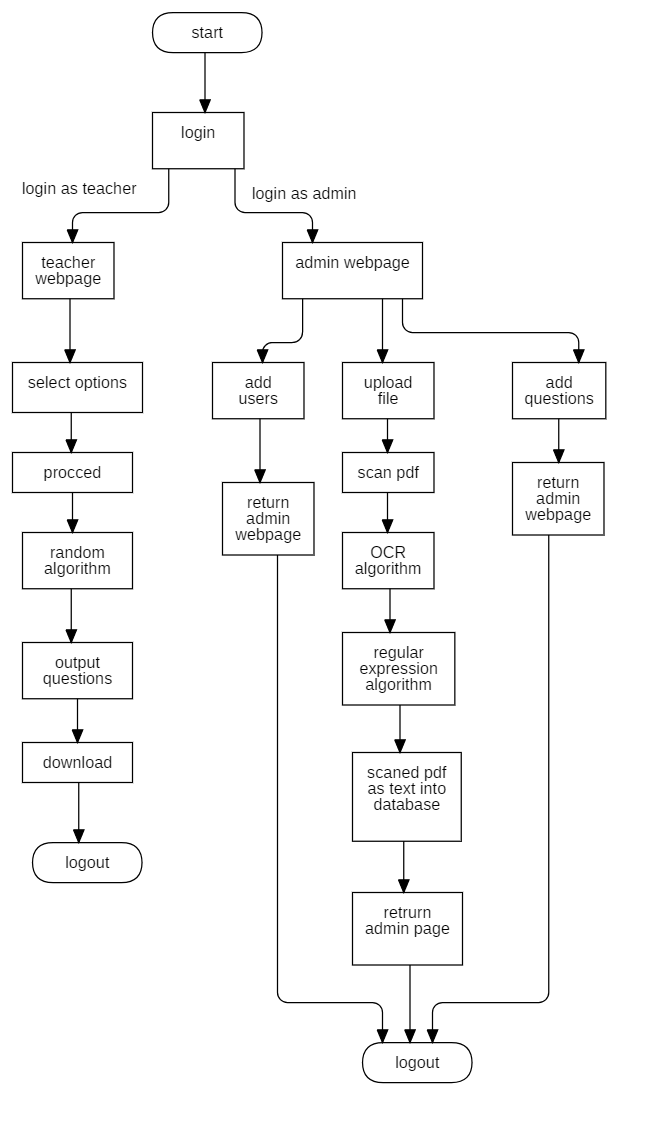 start
login
login as teacher
login as admin
teacher
webpage
admin webpage
select options
add
users
upload
file
add
questions
procced
scan pdf
return
admin
webpage
return
admin
webpage
random
algorithm
OCR
algorithm
output
questions
regular
expression
algorithm
download
scaned pdf
as text into
database
logout
retrurn
admin page
logout